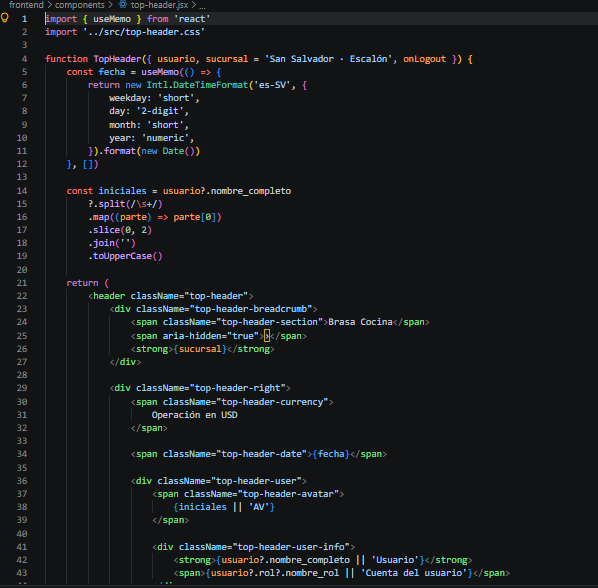 frontend > components > top-header.jsx > ...
1 import { useMemo } from 'react'
2 import '../src/top-header.css'
3
4 function TopHeader({ usuario, sucursal = 'San Salvador · Escalón', onLogout }) {
5 const fecha = useMemo(() => {
6 return new Intl.DateTimeFormat('es-SV', {
7 weekday: 'short',
8 day: '2-digit',
9 month: 'short',
10 year: 'numeric',
11 }).format(new Date())
12 }, [])
13
14 const iniciales = usuario?.nombre_completo
15 ?.split(/\s+/)
16 .map((parte) => parte[0])
17 .slice(0, 2)
18 .join('')
19 .toUpperCase()
20
21 return (
22 <header className="top-header">
23 <div className="top-header-breadcrumb">
24 <span className="top-header-section">Brasa Cocina</span>
25 <span aria-hidden="true">›</span>
26 <strong>{sucursal}</strong>
27 </div>
28
29 <div className="top-header-right">
30 <span className="top-header-currency">
31 Operación en USD
32 </span>
33
34 <span className="top-header-date">{fecha}</span>
35
36 <div className="top-header-user">
37 <span className="top-header-avatar">
38 {iniciales || 'AV'}
39 </span>
40
41 <div className="top-header-user-info">
42 <strong>{usuario?.nombre_completo || 'Usuario'}</strong>
43 <span>{usuario?.rol?.nombre_rol || 'Cuenta del usuario'}</span>